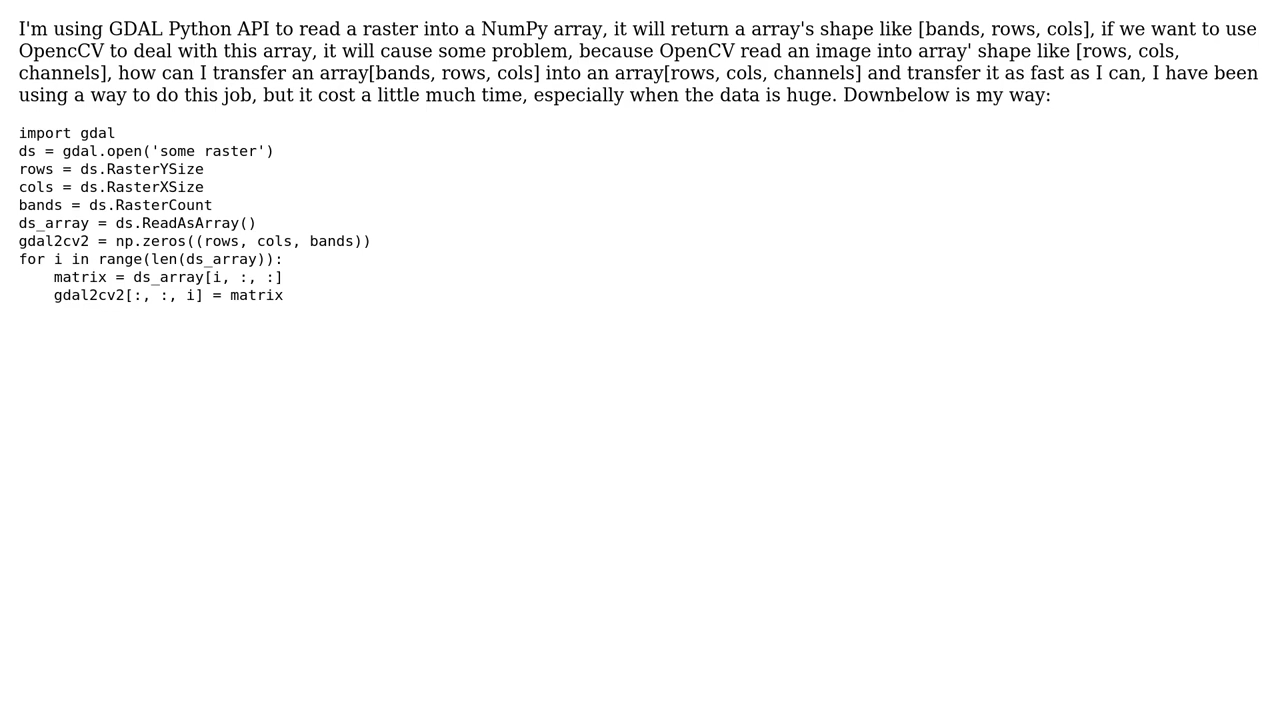 I'm using GDAL Python API to read a raster into a NumPy array, it will return a array's shape like [bands, rows, cols], if we want to use
OpencCV to deal with this array, it will cause some problem, because OpenCV read an image into array' shape like [rows, cols,
channels], how can I transfer an array[bands, rows, cols] into an array[rows, cols, channels] and transfer it as fast as I can, I have been
using a way to do this job, but it cost a little much time, especially when the data is huge. Downbelow is my way:
import gdal
ds = gdal.open('some raster')
rows = ds.RasterYSize
cols = ds.RasterXSize
bands = ds.RasterCount
ds_array = ds.ReadAsArray()
gdal2cv2 = np.zeros((rows, cols, bands))
for i in range(len(ds_array)):
    matrix = ds_array[i, :, :]
    gdal2cv2[:, :, i] = matrix